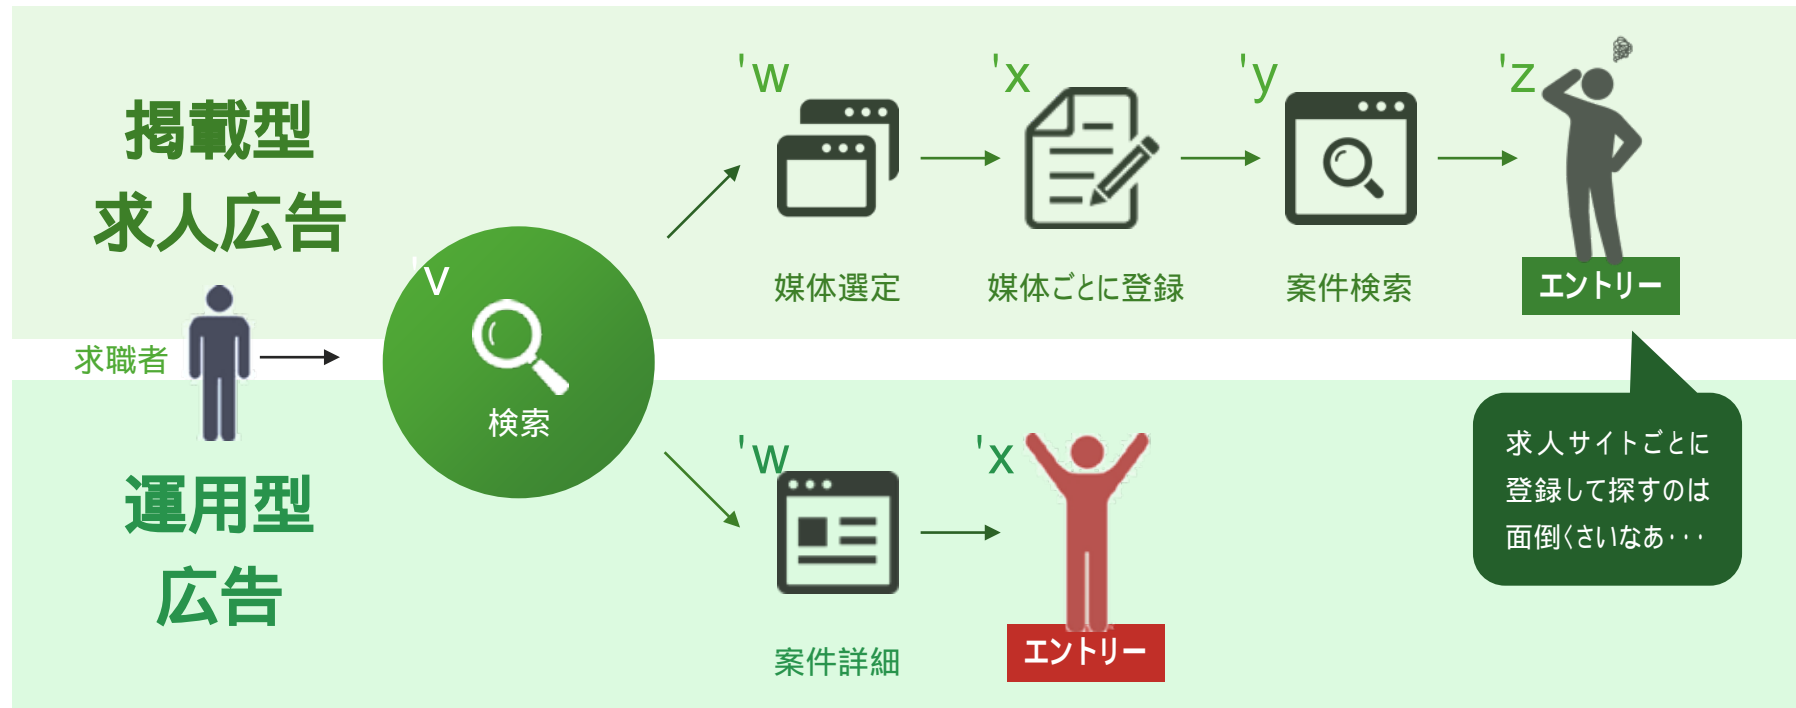 掲載型
求人広告
求職者
運用型
広告
'v
検索
'w
媒体選定
'x
媒体ごとに登録
'y
案件検索
'z
エントリー
求人サイトごとに
登録して探すのは
面倒くさいなあ・・・
'w
案件詳細
'x
エントリー